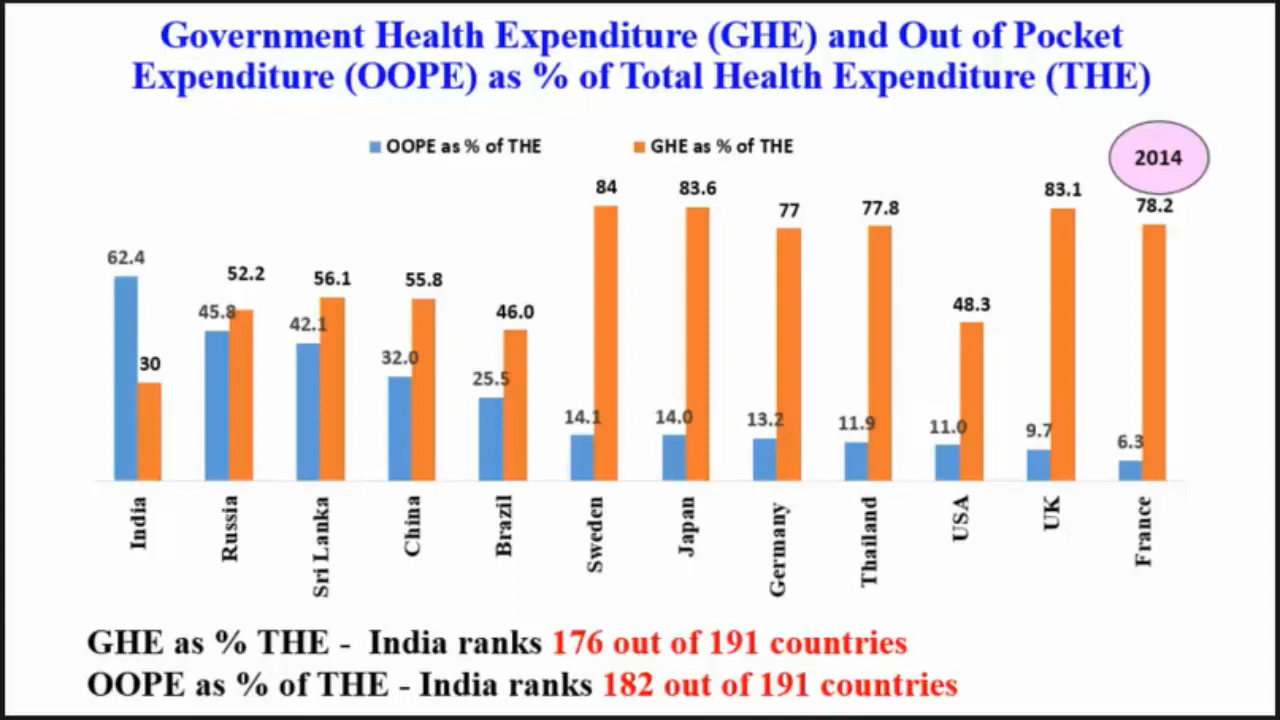 Government Health Expenditure (GHE) and Out of Pocket
Expenditure (OOPE) as % of Total Health Expenditure (THE)
OOPE as % of THE
GHE as % of THE
2014
62.4
30
45.8
52.2
42.1
56.1
32.0
55.8
25.5
46.0
14.1
84
14.0
83.6
13.2
77
11.9
77.8
11.0
48.3
9.7
83.1
6.3
78.2
India
Russia
Sri Lanka
China
Brazil
Sweden
Japan
Germany
Thailand
USA
UK
France
GHE as % THE - India ranks 176 out of 191 countries
OOPE as % of THE - India ranks 182 out of 191 countries